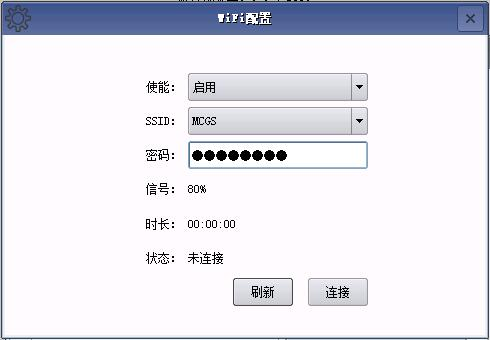 WiFi配置
使能： 启用
SSID： MCGS
密码： ●●●●●●●●
信号： 80%
时长： 00:00:00
状态： 未连接
刷新 连接